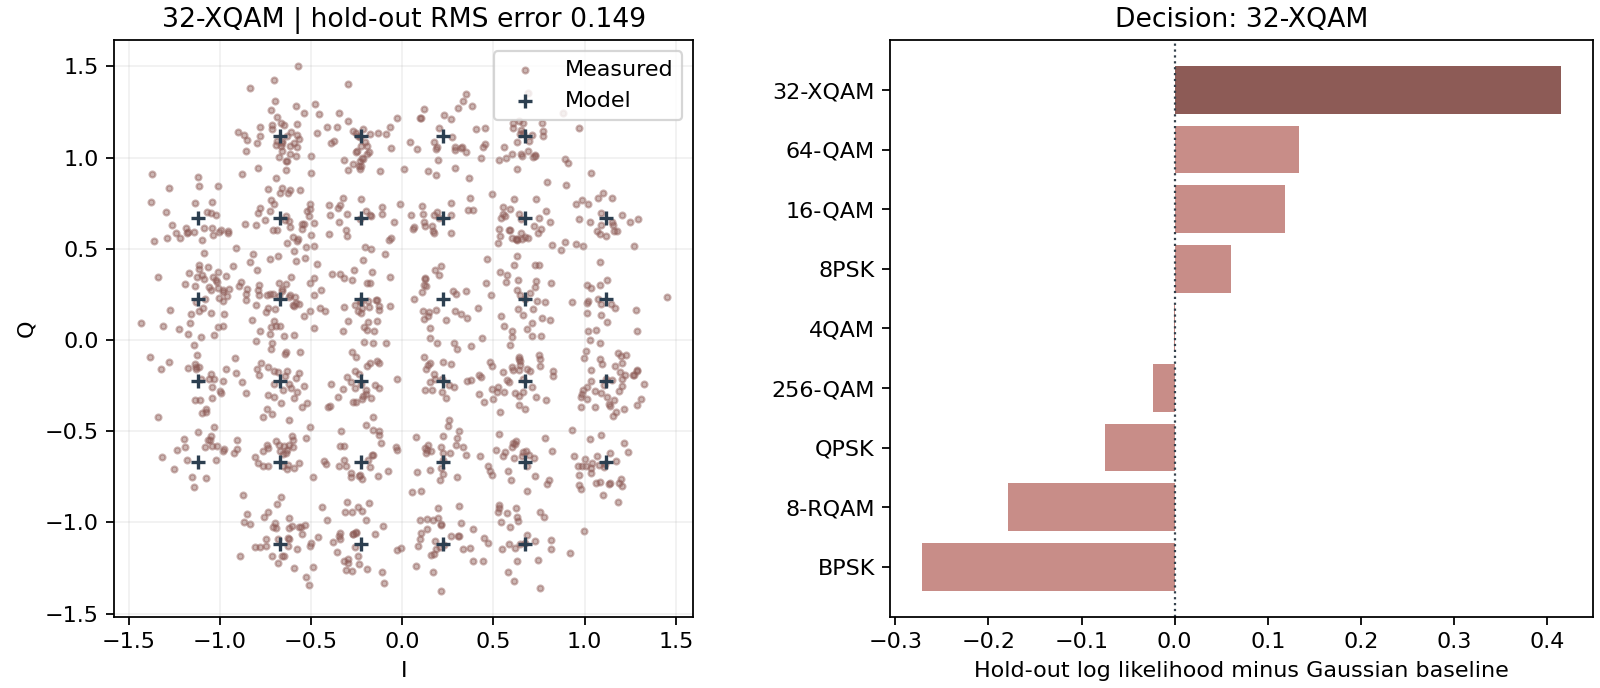 32-XQAM | hold-out RMS error 0.149
Measured
Model
Q
1.5
1.0
0.5
0.0
−0.5
−1.0
−1.5
−1.5 −1.0 −0.5 0.0 0.5 1.0 1.5
I
Decision: 32-XQAM
32-XQAM
64-QAM
16-QAM
8PSK
4QAM
256-QAM
QPSK
8-RQAM
BPSK
−0.3 −0.2 −0.1 0.0 0.1 0.2 0.3 0.4
Hold-out log likelihood minus Gaussian baseline